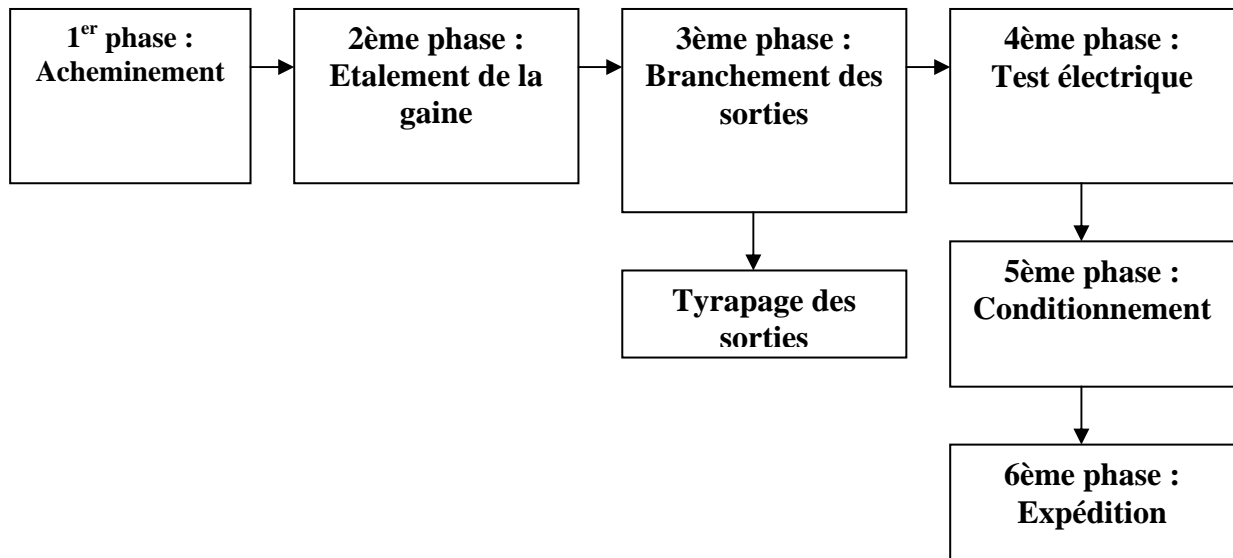 1er phase :
Acheminement
2ème phase :
Etalement de la
gaine
3ème phase :
Branchement des
sorties
4ème phase :
Test électrique
Tyrapage des
sorties
5ème phase :
Conditionnement
6ème phase :
Expédition